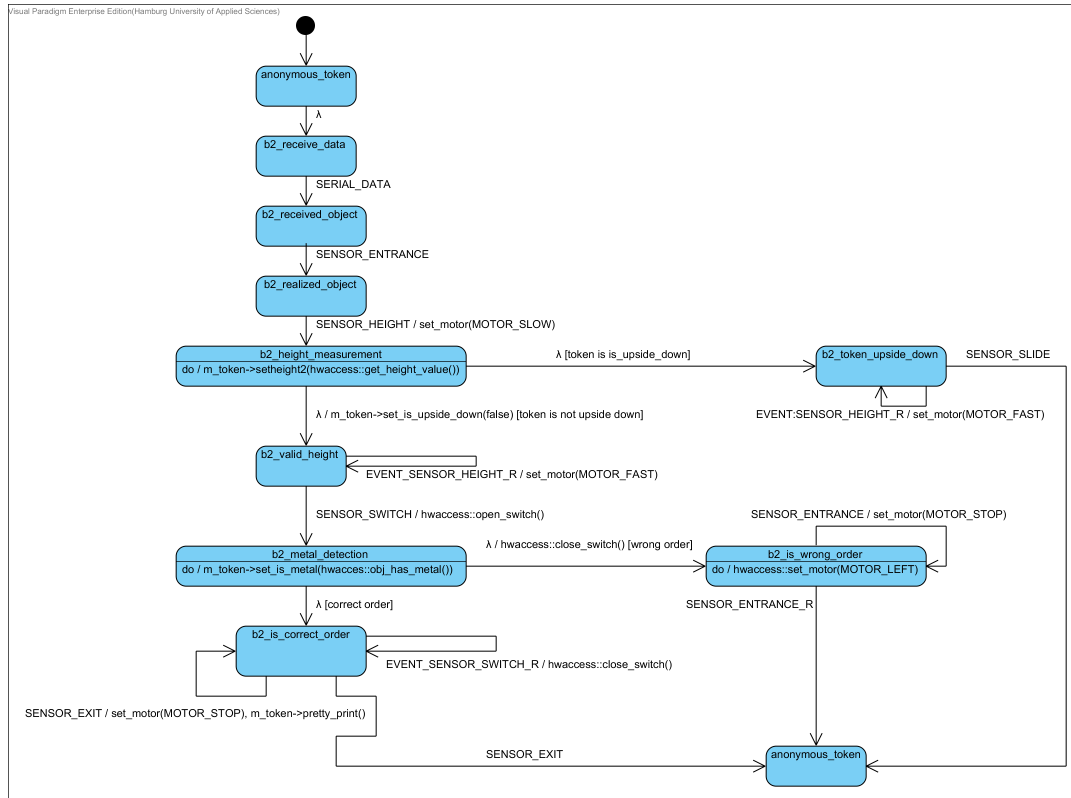 Visual Paradigm Enterprise Edition(Hamburg University of Applied Sciences)
anonymous_token
λ
b2_receive_data
SERIAL_DATA
b2_received_object
SENSOR_ENTRANCE
b2_realized_object
SENSOR_HEIGHT / set_motor(MOTOR_SLOW)
b2_height_measurement
do / m_token->setheight2(hwaccess::get_height_value())
λ [token is is_upside_down]
b2_token_upside_down
SENSOR_SLIDE
EVENT:SENSOR_HEIGHT_R / set_motor(MOTOR_FAST)
λ / m_token->set_is_upside_down(false) [token is not upside down]
b2_valid_height
EVENT_SENSOR_HEIGHT_R / set_motor(MOTOR_FAST)
SENSOR_SWITCH / hwaccess::open_switch()
SENSOR_ENTRANCE / set_motor(MOTOR_STOP)
b2_metal_detection
do / m_token->set_is_metal(hwacces::obj_has_metal())
λ / hwaccess::close_switch() [wrong order]
b2_is_wrong_order
do / hwaccess::set_motor(MOTOR_LEFT)
λ [correct order]
SENSOR_ENTRANCE_R
b2_is_correct_order
EVENT_SENSOR_SWITCH_R / hwaccess::close_switch()
SENSOR_EXIT / set_motor(MOTOR_STOP), m_token->pretty_print()
SENSOR_EXIT
anonymous_token